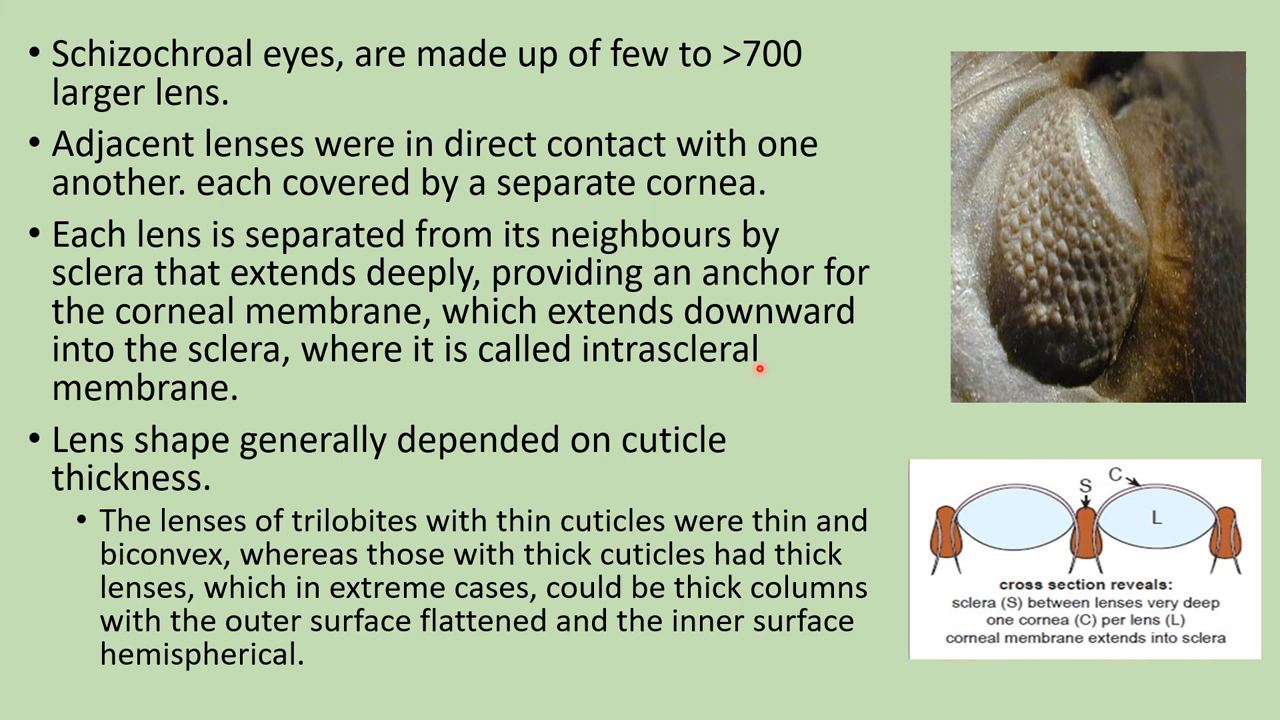 • Schizochroal eyes, are made up of few to >700
larger lens.
• Adjacent lenses were in direct contact with one
another. each covered by a separate cornea.
• Each lens is separated from its neighbours by
sclera that extends deeply, providing an anchor for
the corneal membrane, which extends downward
into the sclera, where it is called intrascleral
membrane.
• Lens shape generally depended on cuticle
thickness.
• The lenses of trilobites with thin cuticles were thin and
biconvex, whereas those with thick cuticles had thick
lenses, which in extreme cases, could be thick columns
with the outer surface flattened and the inner surface
hemispherical.
S C
L
cross section reveals:
sclera (S) between lenses very deep
one cornea (C) per lens (L)
corneal membrane extends into sclera